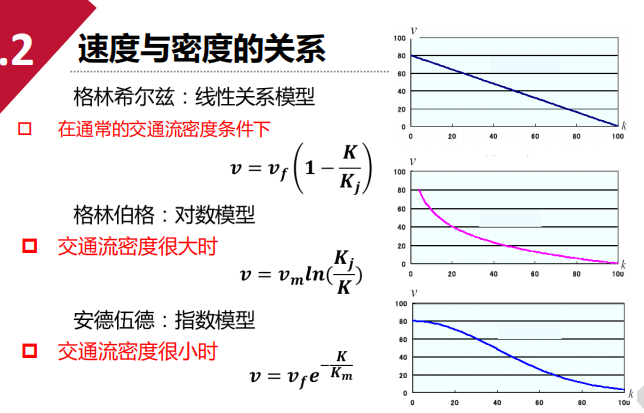 .2
速度与密度的关系
格林希尔兹：线性关系模型
在通常的交通流密度条件下
v = v_f (1 − K/K_j)
格林伯格：对数模型
交通流密度很大时
v = v_m ln(K_j/K)
安德伍德：指数模型
交通流密度很小时
v = v_f e^(−K/K_m)
v
100
80
60
40
20
0
0 20 40 60 80 100 k
v
100
80
60
40
20
0
0 20 40 60 80 100 k
v
100
80
60
40
20
0
0 20 40 60 80 100 k